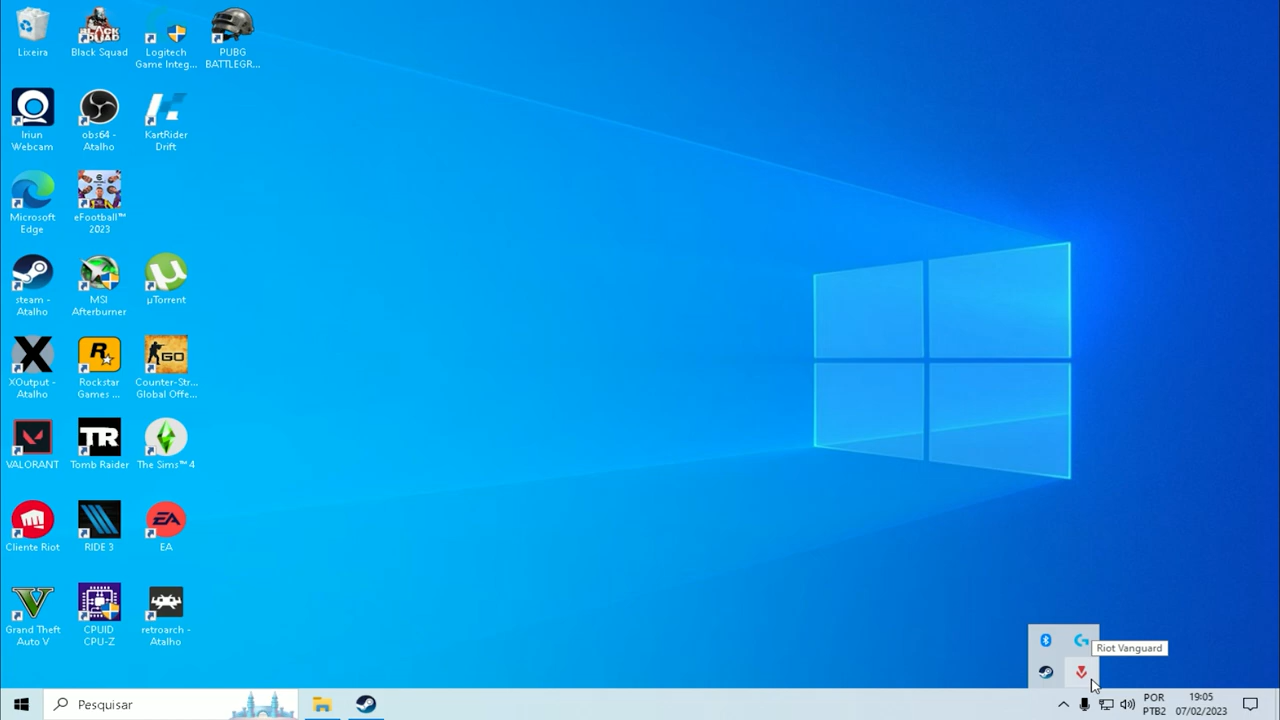 Lixeira
Black Squad
Logitech
Game Integ...
PUBG
BATTLEGR...
Iriun
Webcam
obs64 -
Atalho
KartRider
Drift
Microsoft
Edge
eFootball™
2023
steam -
Atalho
MSI
Afterburner
µTorrent
XOutput -
Atalho
Rockstar
Games ...
Counter-Str...
Global Offe...
VALORANT
Tomb Raider
The Sims™ 4
Cliente Riot
RIDE 3
EA
Grand Theft
Auto V
CPUID
CPU-Z
retroarch -
Atalho
Riot Vanguard
Pesquisar
POR
PTB2
19:05
07/02/2023